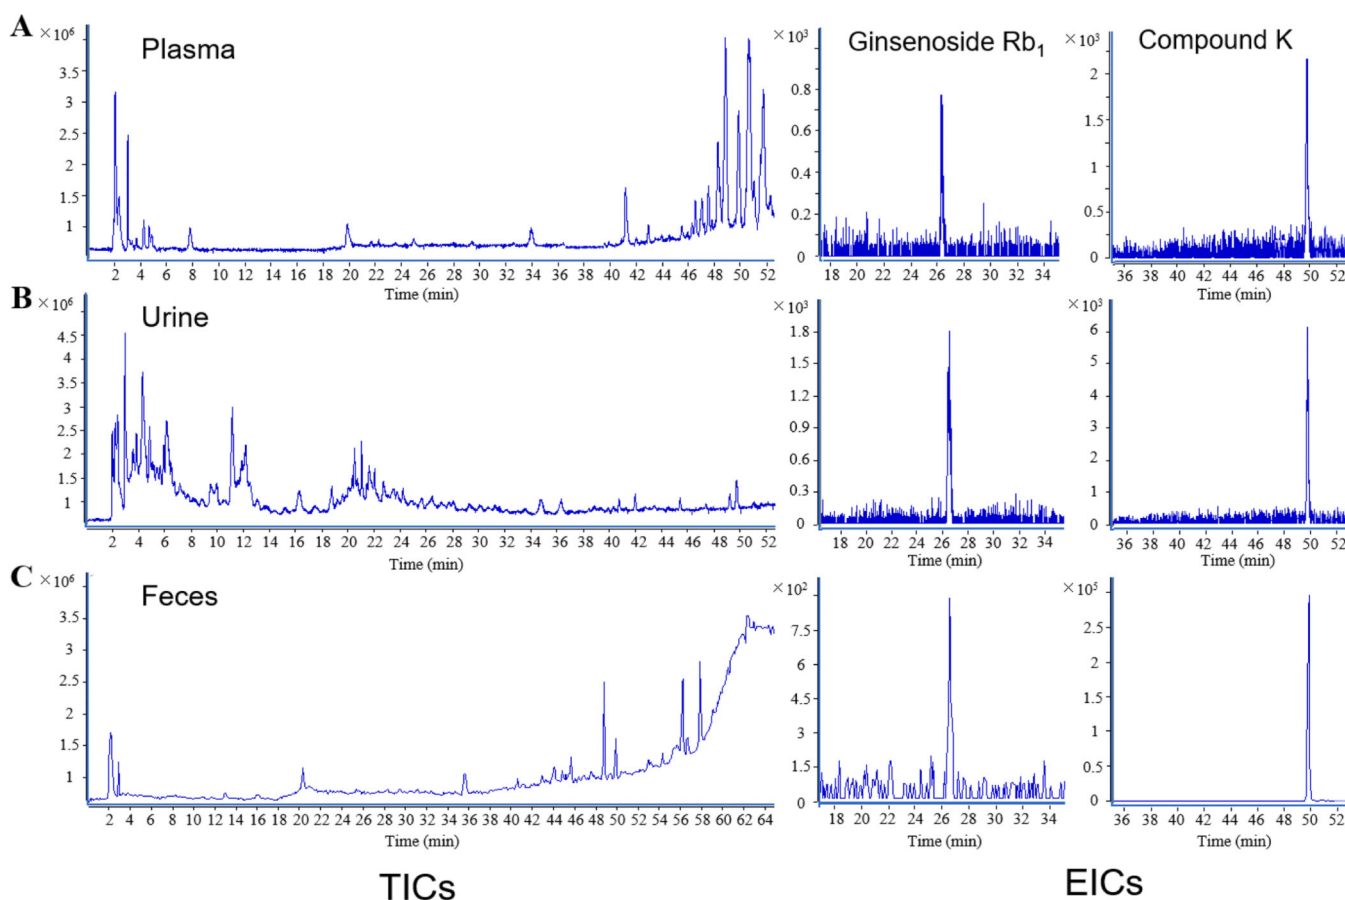 A
×10⁶
Plasma
3.5
3
2.5
2
1.5
1
2 4 6 8 10 12 14 16 18 20 22 24 26 28 30 32 34 36 38 40 42 44 46 48 50 52
Time (min)
×10³
Ginsenoside Rb₁
0.8
0.6
0.4
0.2
0
18 20 22 24 26 28 30 32 34
Time (min)
×10³
Compound K
2
1.5
1
0.5
0
36 40 42 44 46 48 50 52
Time (min)
B
×10⁶
Urine
4.5
4
3.5
3
2.5
2
1.5
1
2 4 6 8 10 12 14 16 18 20 22 24 26 28 30 32 34 36 38 40 42 44 46 48 50 52
Time (min)
×10³
1.8
1.5
1.2
0.9
0.6
0.3
0
18 20 22 24 26 28 30 32 34
Time (min)
×10³
6
5
4
3
2
1
0
36 40 42 44 46 48 50 52
Time (min)
C
×10⁶
Feces
3.5
3
2.5
2
1.5
1
2 4 6 8 10 12 14 16 18 20 22 24 26 28 30 32 34 36 38 40 42 44 46 48 50 52 54 56 58 60 62 64
Time (min)
×10²
7.5
6
4.5
3
1.5
0
18 20 22 24 26 28 30 32 34
Time (min)
×10⁵
2.5
2
1.5
1
0.5
0
36 40 42 44 46 48 50 52
Time (min)
TICs
EICs